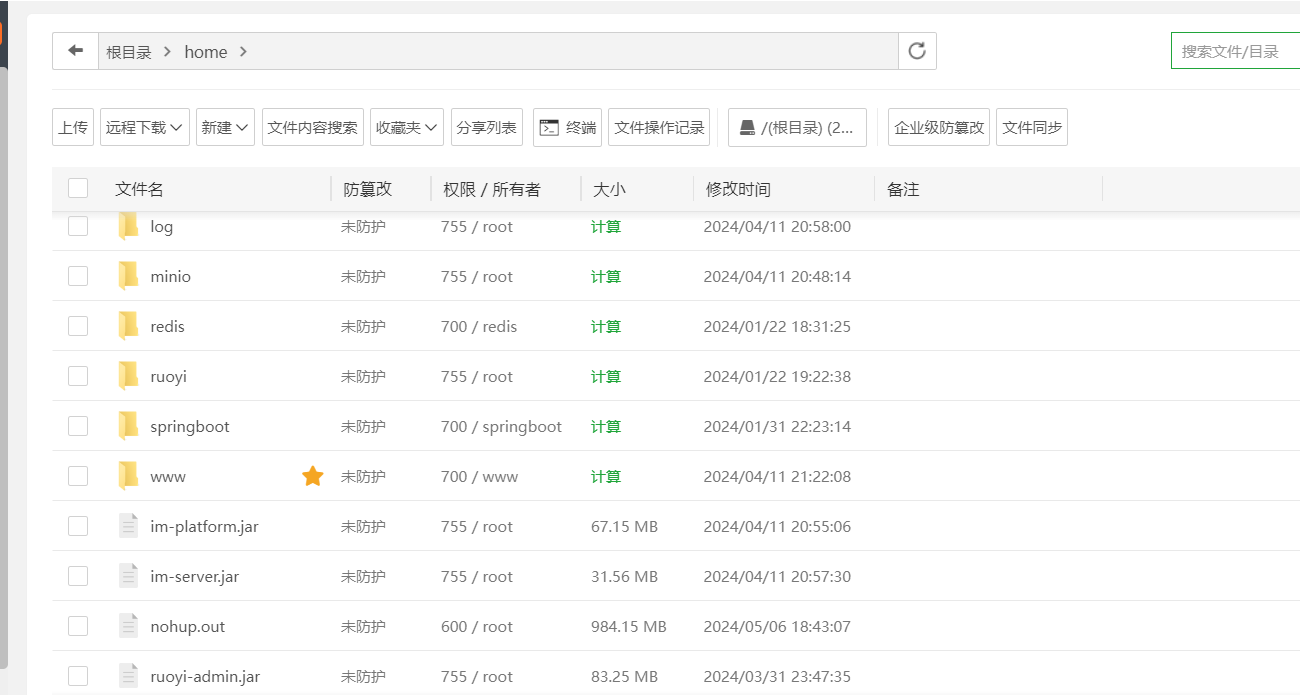 根目录 home 搜索文件/目录
上传 远程下载 新建 文件内容搜索 收藏夹 分享列表 终端 文件操作记录 /(根目录) (2... 企业级防篡改 文件同步
文件名 防篡改 权限 / 所有者 大小 修改时间 备注
log 未防护 755 / root 计算 2024/04/11 20:58:00
minio 未防护 755 / root 计算 2024/04/11 20:48:14
redis 未防护 700 / redis 计算 2024/01/22 18:31:25
ruoyi 未防护 755 / root 计算 2024/01/22 19:22:38
springboot 未防护 700 / springboot 计算 2024/01/31 22:23:14
www 未防护 700 / www 计算 2024/04/11 21:22:08
im-platform.jar 未防护 755 / root 67.15 MB 2024/04/11 20:55:06
im-server.jar 未防护 755 / root 31.56 MB 2024/04/11 20:57:30
nohup.out 未防护 600 / root 984.15 MB 2024/05/06 18:43:07
ruoyi-admin.jar 未防护 755 / root 83.25 MB 2024/03/31 23:47:35